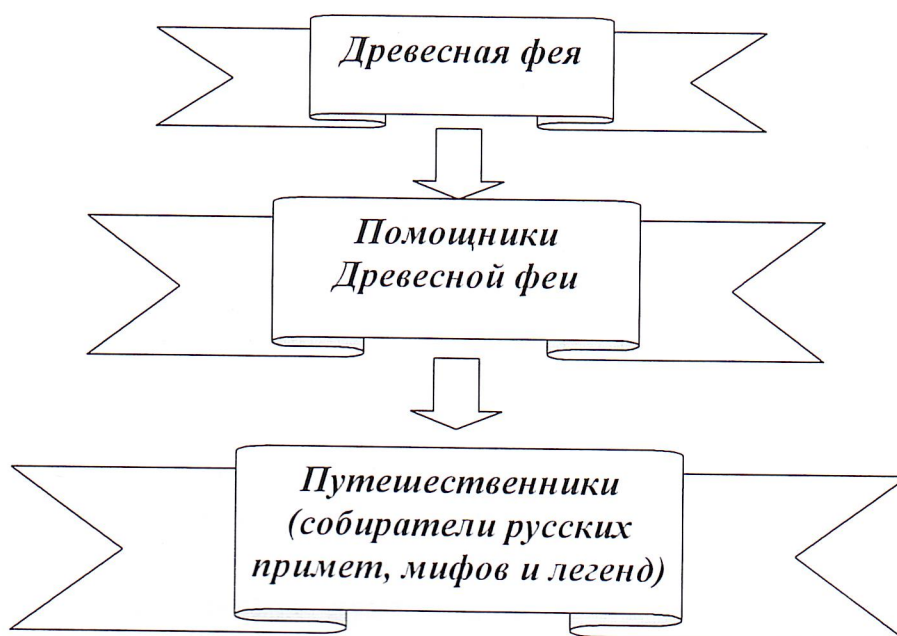 Древесная фея
Помощники
Древесной феи
Путешественники
(собиратели русских
примет, мифов и легенд)